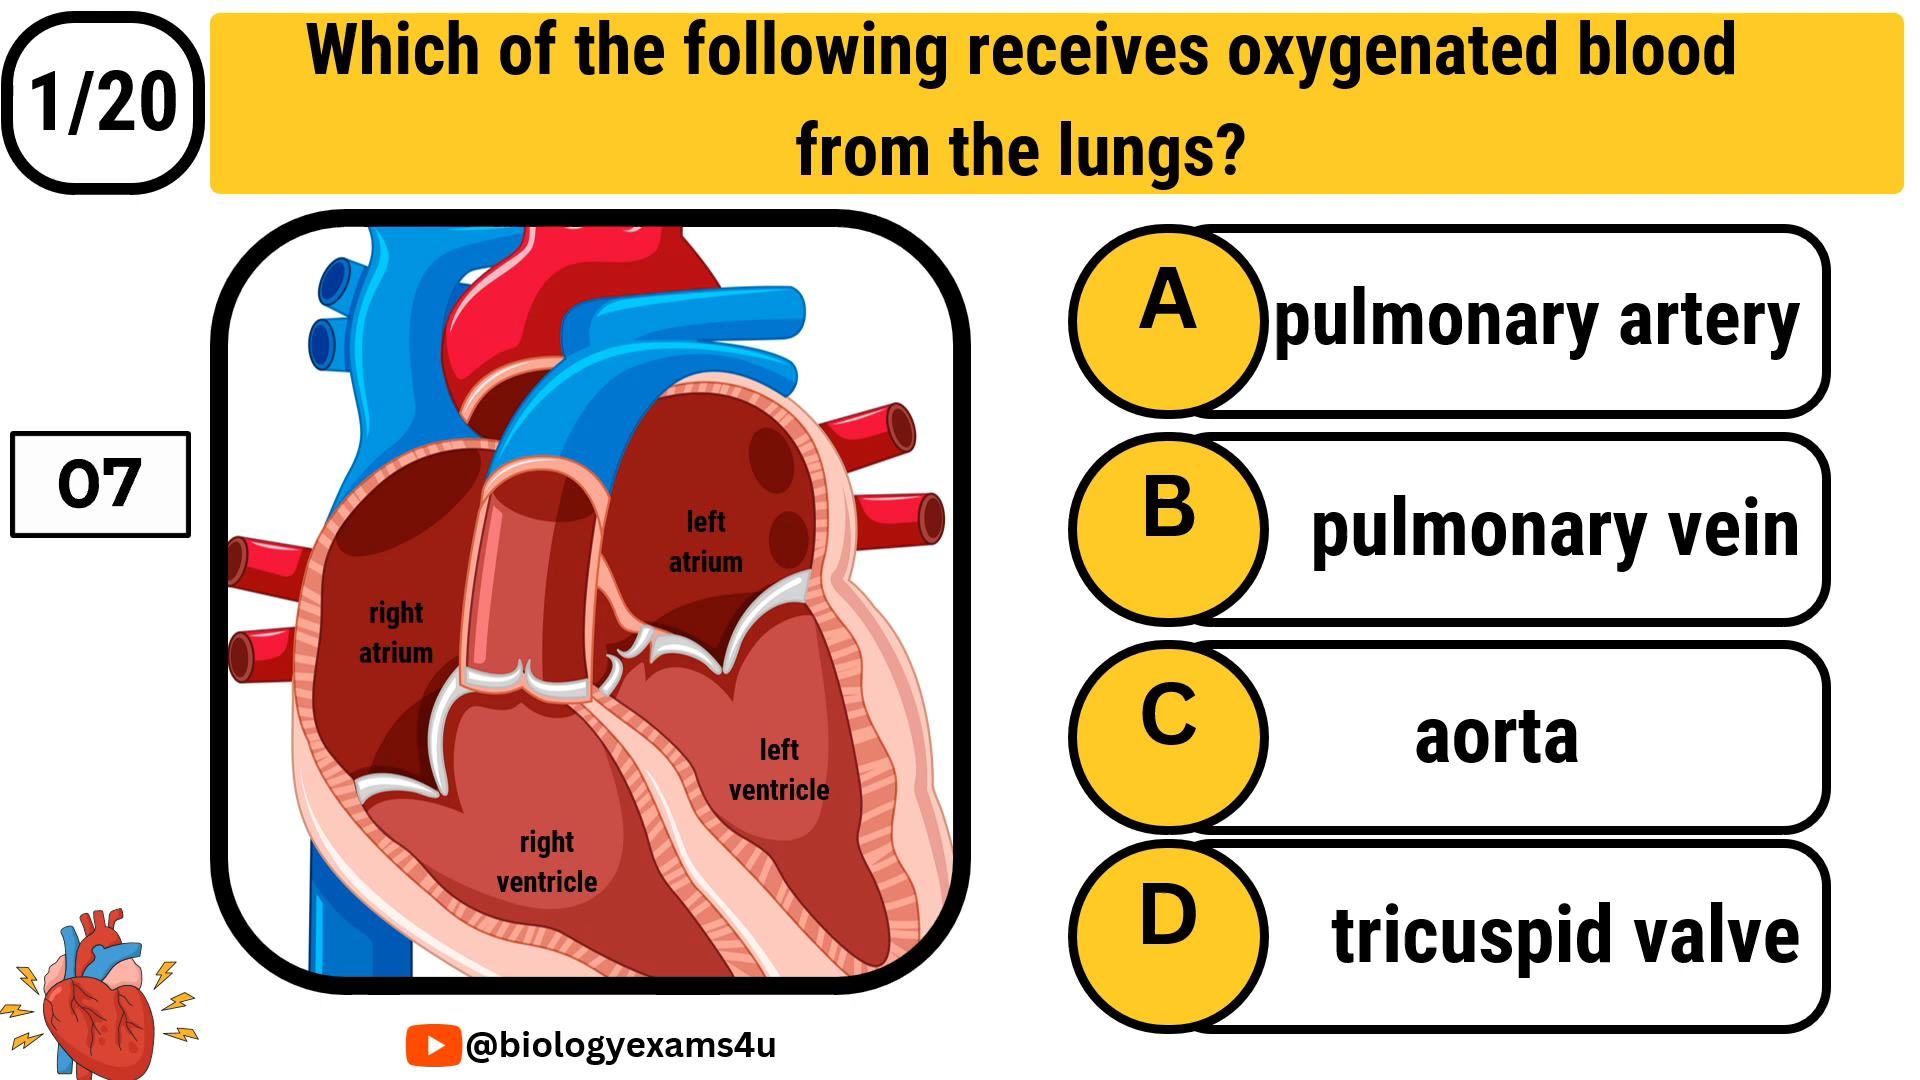 1/20
Which of the following receives oxygenated blood
from the lungs?
07
left
atrium
right
atrium
left
ventricle
right
ventricle
A
pulmonary artery
B
pulmonary vein
C
aorta
D
tricuspid valve
@biologyexams4u